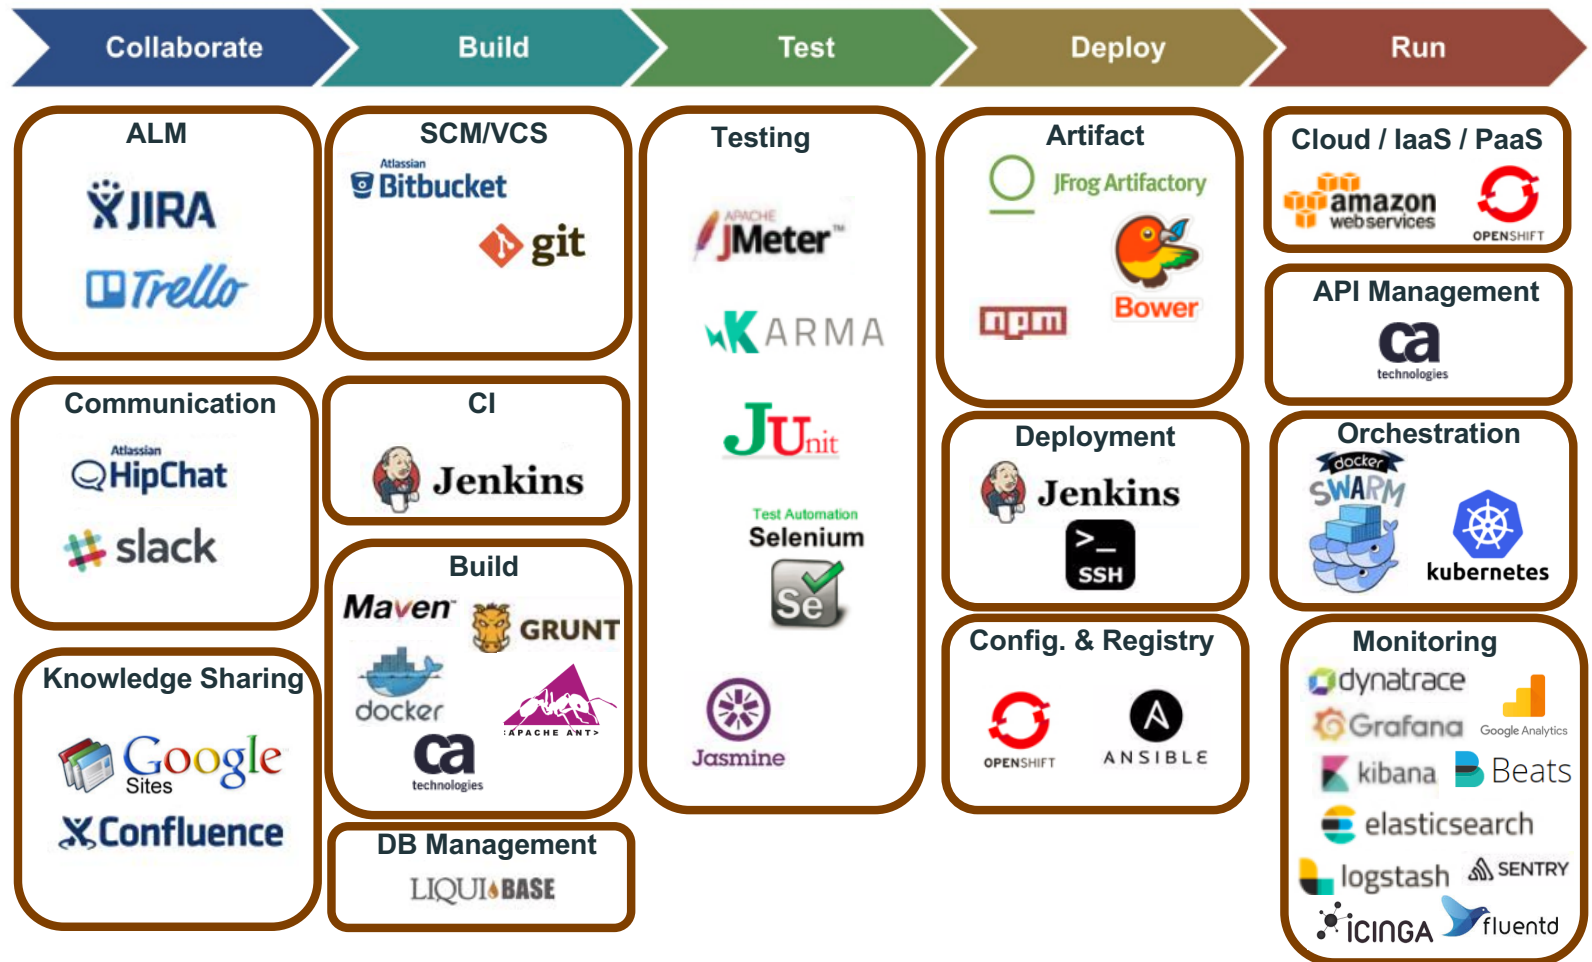 Collaborate
Build
Test
Deploy
Run
ALM
JIRA
Trello
Communication
Atlassian
HipChat
slack
Knowledge Sharing
Google
Sites
Confluence
SCM/VCS
Atlassian
Bitbucket
git
CI
Jenkins
Build
Maven™
GRUNT
docker
APACHE ANT
ca
technologies
DB Management
LIQUIBASE
Testing
APACHE
JMeter™
KARMA
JUnit
Test Automation
Selenium
Se
Jasmine
Artifact
JFrog Artifactory
Bower
npm
Deployment
Jenkins
>_
SSH
Config. & Registry
OPENSHIFT
ANSIBLE
Cloud / IaaS / PaaS
amazon
web services
OPENSHIFT
API Management
ca
technologies
Orchestration
docker
SWARM
kubernetes
Monitoring
dynatrace
Grafana
Google Analytics
kibana
Beats
elasticsearch
logstash
SENTRY
ICINGA
fluentd